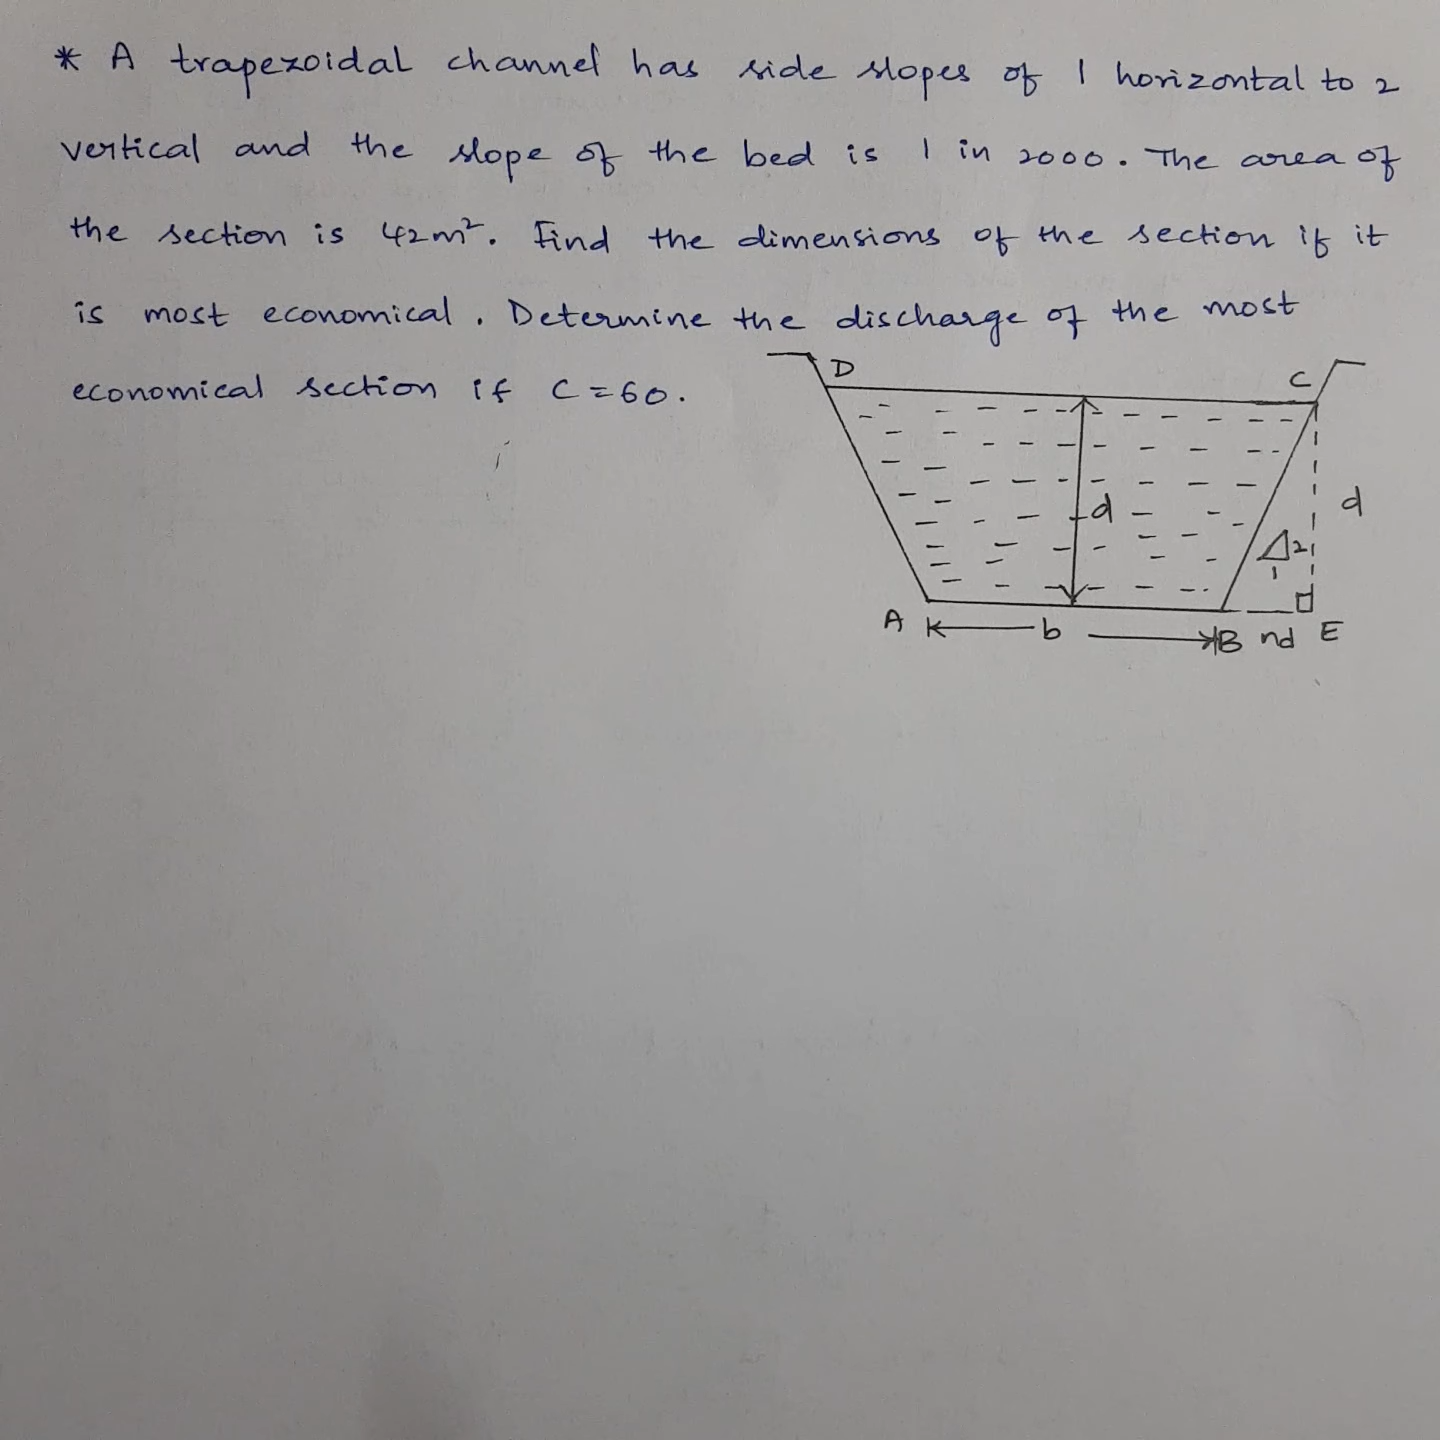 * A trapezoidal channel has side slopes of 1 horizontal to 2
vertical and the slope of the bed is 1 in 2000. The area of
the section is 42m². Find the dimensions of the section if it
is most economical. Determine the discharge of the most
economical section if C = 60.
D
C
d
d
2
1
A
b
B
nd
E